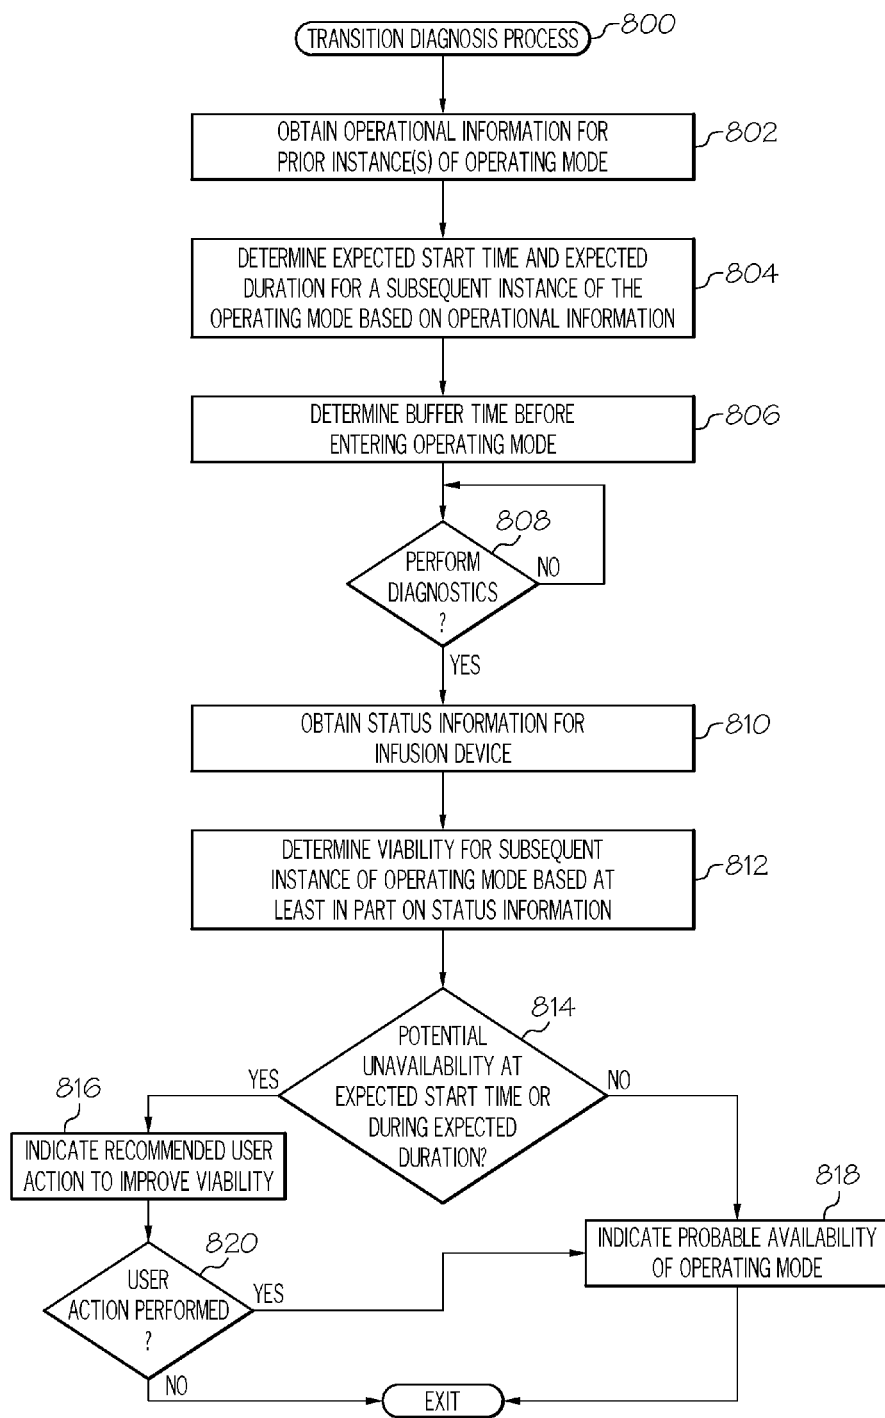 TRANSITION DIAGNOSIS PROCESS
800
OBTAIN OPERATIONAL INFORMATION FOR
PRIOR INSTANCE(S) OF OPERATING MODE
802
DETERMINE EXPECTED START TIME AND EXPECTED
DURATION FOR A SUBSEQUENT INSTANCE OF THE
OPERATING MODE BASED ON OPERATIONAL INFORMATION
804
DETERMINE BUFFER TIME BEFORE
ENTERING OPERATING MODE
806
808
PERFORM
DIAGNOSTICS
?
NO
YES
OBTAIN STATUS INFORMATION FOR
INFUSION DEVICE
810
DETERMINE VIABILITY FOR SUBSEQUENT
INSTANCE OF OPERATING MODE BASED AT
LEAST IN PART ON STATUS INFORMATION
812
814
POTENTIAL
UNAVAILABILITY AT
EXPECTED START TIME OR
DURING EXPECTED
DURATION?
YES
NO
816
INDICATE RECOMMENDED USER
ACTION TO IMPROVE VIABILITY
818
INDICATE PROBABLE AVAILABILITY
OF OPERATING MODE
820
USER
ACTION PERFORMED
?
YES
NO
EXIT